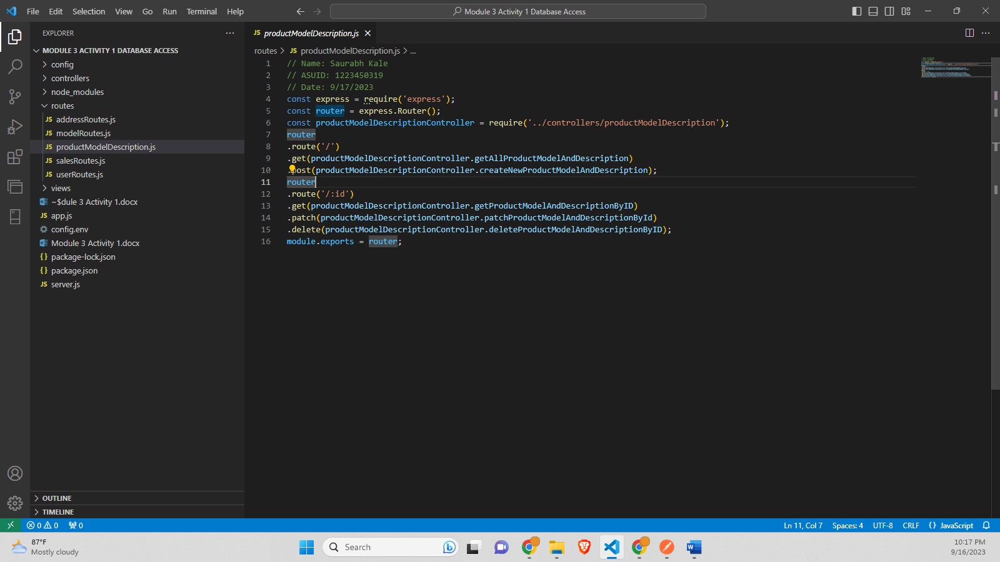 File Edit Selection View Go Run Terminal Help
Module 3 Activity 1 Database Access
EXPLORER
MODULE 3 ACTIVITY 1 DATABASE ACCESS
config
controllers
node_modules
routes
JS addressRoutes.js
JS modelRoutes.js
JS productModelDescription.js
JS salesRoutes.js
JS userRoutes.js
views
~$dule 3 Activity 1.docx
JS app.js
config.env
Module 3 Activity 1.docx
{} package-lock.json
{} package.json
JS server.js
OUTLINE
TIMELINE
JS productModelDescription.js
routes > JS productModelDescription.js > ...
1 // Name: Saurabh Kale
2 // ASUID: 1223450319
3 // Date: 9/17/2023
4 const express = require('express');
5 const router = express.Router();
6 const productModelDescriptionController = require('../controllers/productModelDescription');
7 router
8 .route('/')
9 .get(productModelDescriptionController.getAllProductModelAndDescription)
10 .post(productModelDescriptionController.createNewProductModelAndDescription);
11 router
12 .route('/:id')
13 .get(productModelDescriptionController.getProductModelAndDescriptionByID)
14 .patch(productModelDescriptionController.patchProductModelAndDescriptionById)
15 .delete(productModelDescriptionController.deleteProductModelAndDescriptionByID);
16 module.exports = router;
0 0 0
Ln 11, Col 7 Spaces: 4 UTF-8 CRLF {} JavaScript
87°F
Mostly cloudy
Search
10:17 PM
9/16/2023